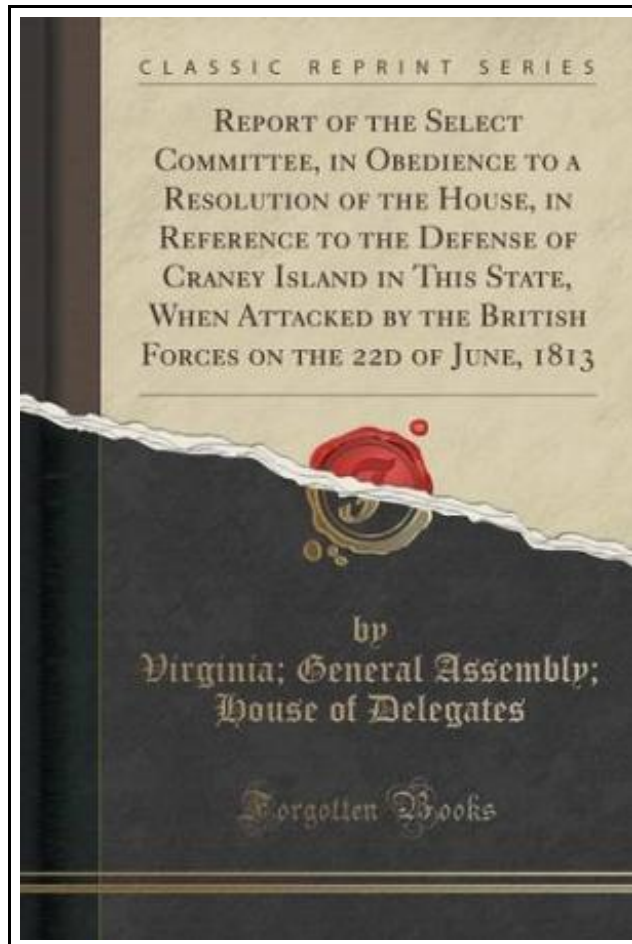 CLASSIC REPRINT SERIES
REPORT OF THE SELECT
COMMITTEE, IN OBEDIENCE TO A
RESOLUTION OF THE HOUSE, IN
REFERENCE TO THE DEFENSE OF
CRANEY ISLAND IN THIS STATE,
WHEN ATTACKED BY THE BRITISH
FORCES ON THE 22D OF JUNE, 1813
by
Virginia; General Assembly;
House of Delegates
Forgotten Books